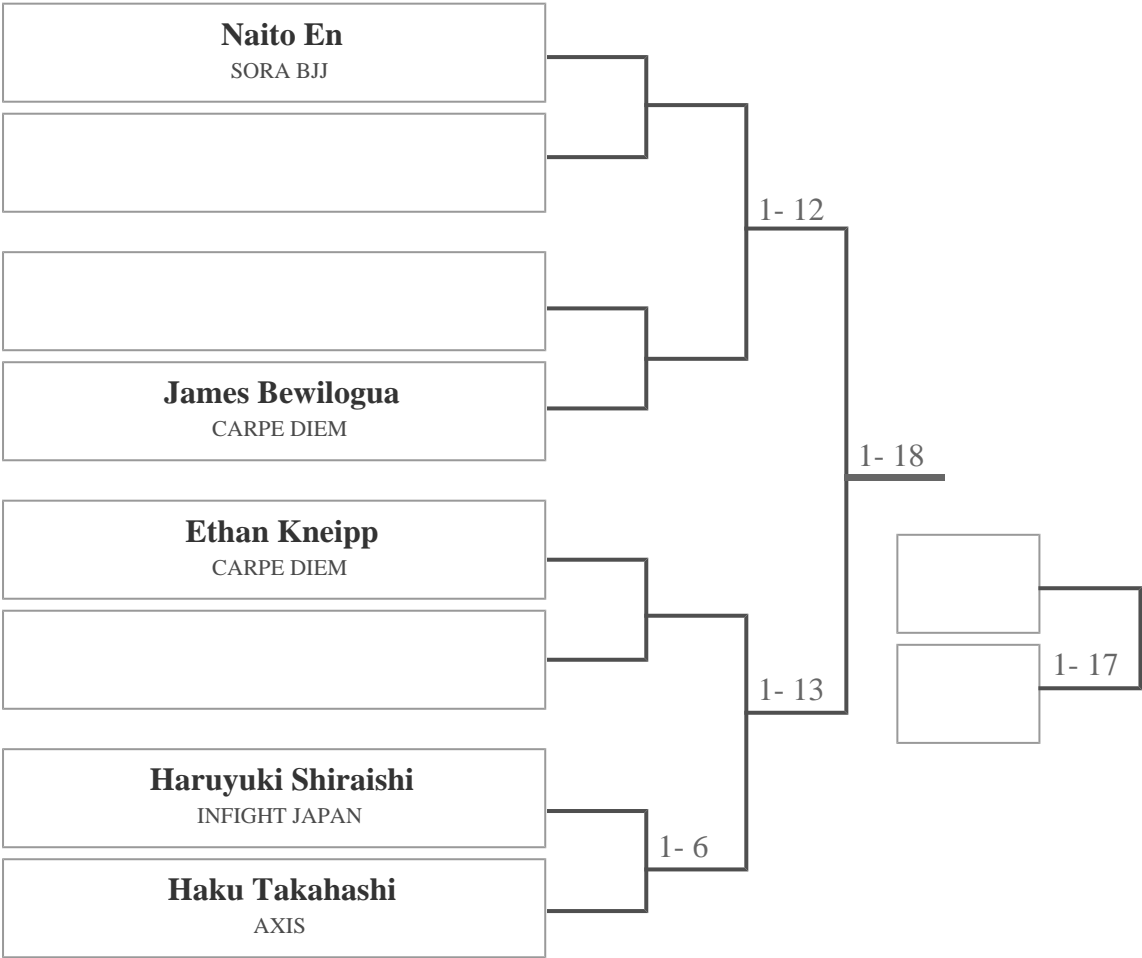 Naito En
SORA BJJ
1- 12
James Bewilogua
CARPE DIEM
1- 18
Ethan Kneipp
CARPE DIEM
1- 17
1- 13
Haruyuki Shiraishi
INFIGHT JAPAN
1- 6
Haku Takahashi
AXIS